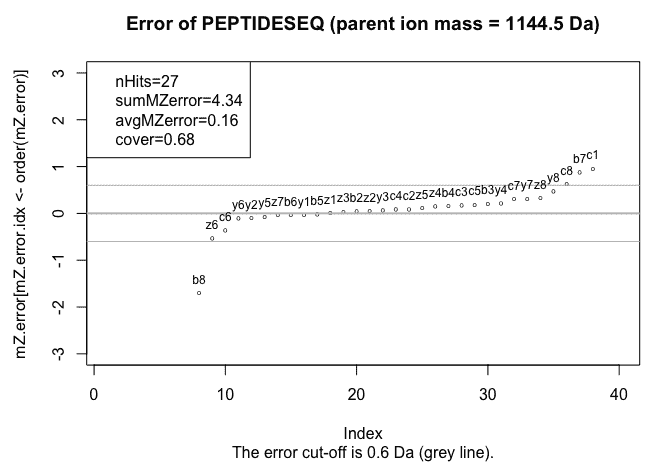 Error of PEPTIDESEQ (parent ion mass = 1144.5 Da)
mZ.error[mZ.error.idx <- order(mZ.error)]
3
2
1
0
-1
-2
-3
nHits=27
sumMZerror=4.34
avgMZerror=0.16
cover=0.68
b8
z6
c6
y6y2y5z7b6y1b5z1z3b2z2y3c4c2z5z4b4c3c5b3y4
c7y7z8
y8
c8
b7c1
0 10 20 30 40
Index
The error cut-off is 0.6 Da (grey line).